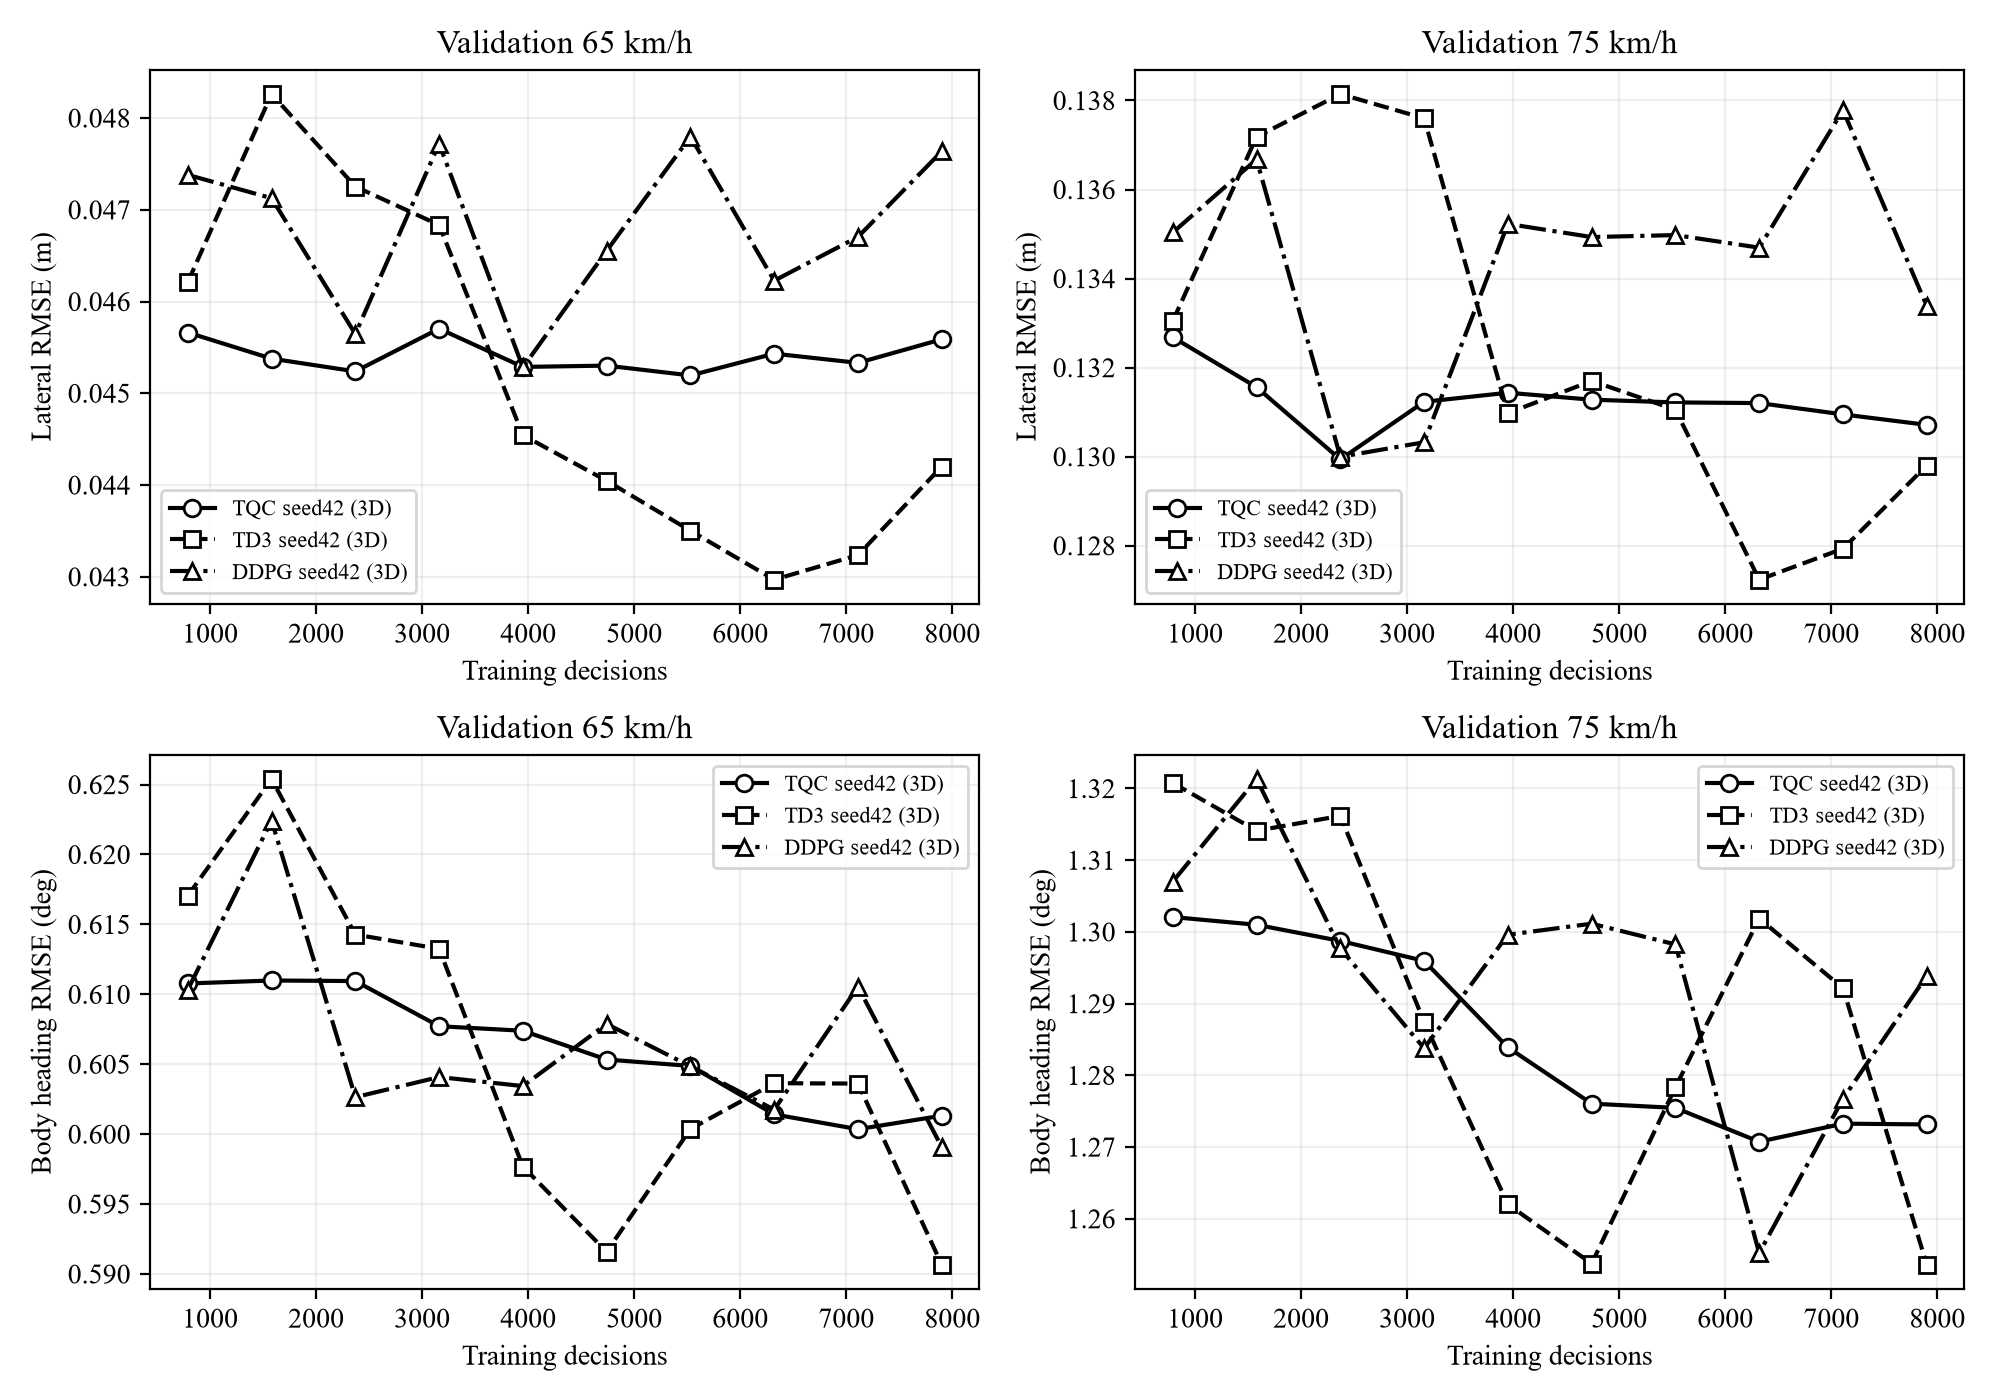 Validation 65 km/h
Lateral RMSE (m)
0.048
0.047
0.046
0.045
0.044
0.043
TQC seed42 (3D)
TD3 seed42 (3D)
DDPG seed42 (3D)
1000 2000 3000 4000 5000 6000 7000 8000
Training decisions
Validation 75 km/h
Lateral RMSE (m)
0.138
0.136
0.134
0.132
0.130
0.128
TQC seed42 (3D)
TD3 seed42 (3D)
DDPG seed42 (3D)
1000 2000 3000 4000 5000 6000 7000 8000
Training decisions
Validation 65 km/h
Body heading RMSE (deg)
0.625
0.620
0.615
0.610
0.605
0.600
0.595
0.590
TQC seed42 (3D)
TD3 seed42 (3D)
DDPG seed42 (3D)
1000 2000 3000 4000 5000 6000 7000 8000
Training decisions
Validation 75 km/h
Body heading RMSE (deg)
1.32
1.31
1.30
1.29
1.28
1.27
1.26
TQC seed42 (3D)
TD3 seed42 (3D)
DDPG seed42 (3D)
1000 2000 3000 4000 5000 6000 7000 8000
Training decisions